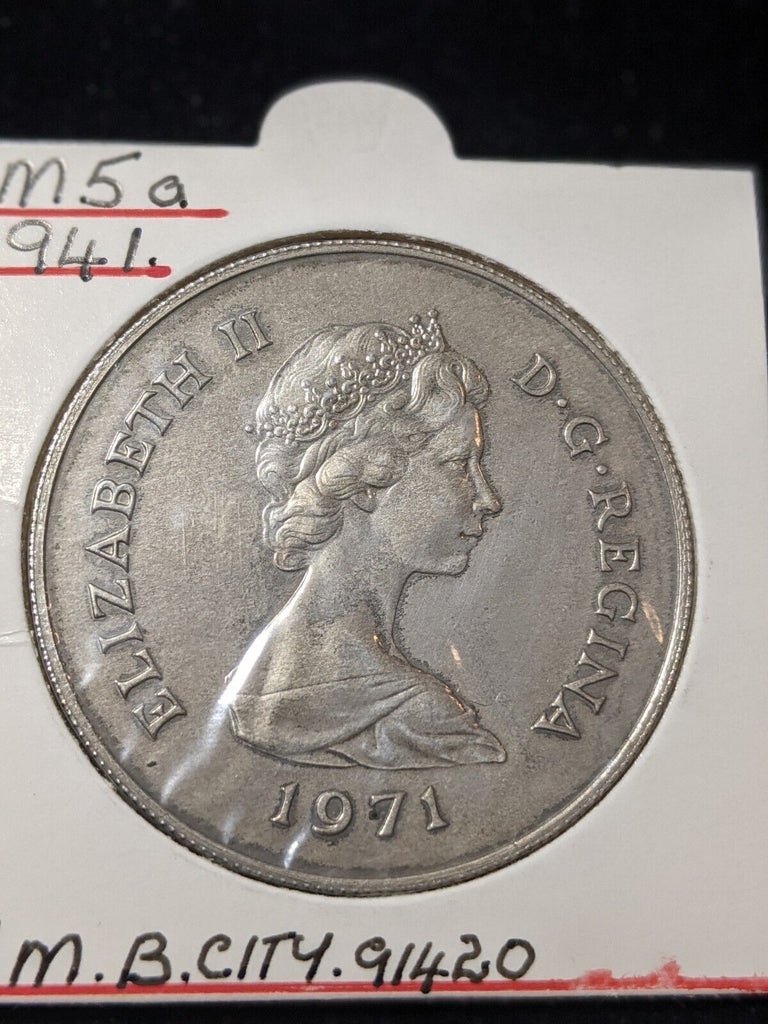 M5a
941.
ELIZABETH II
D·G·REGINA
1971
M.B.CITY.91420